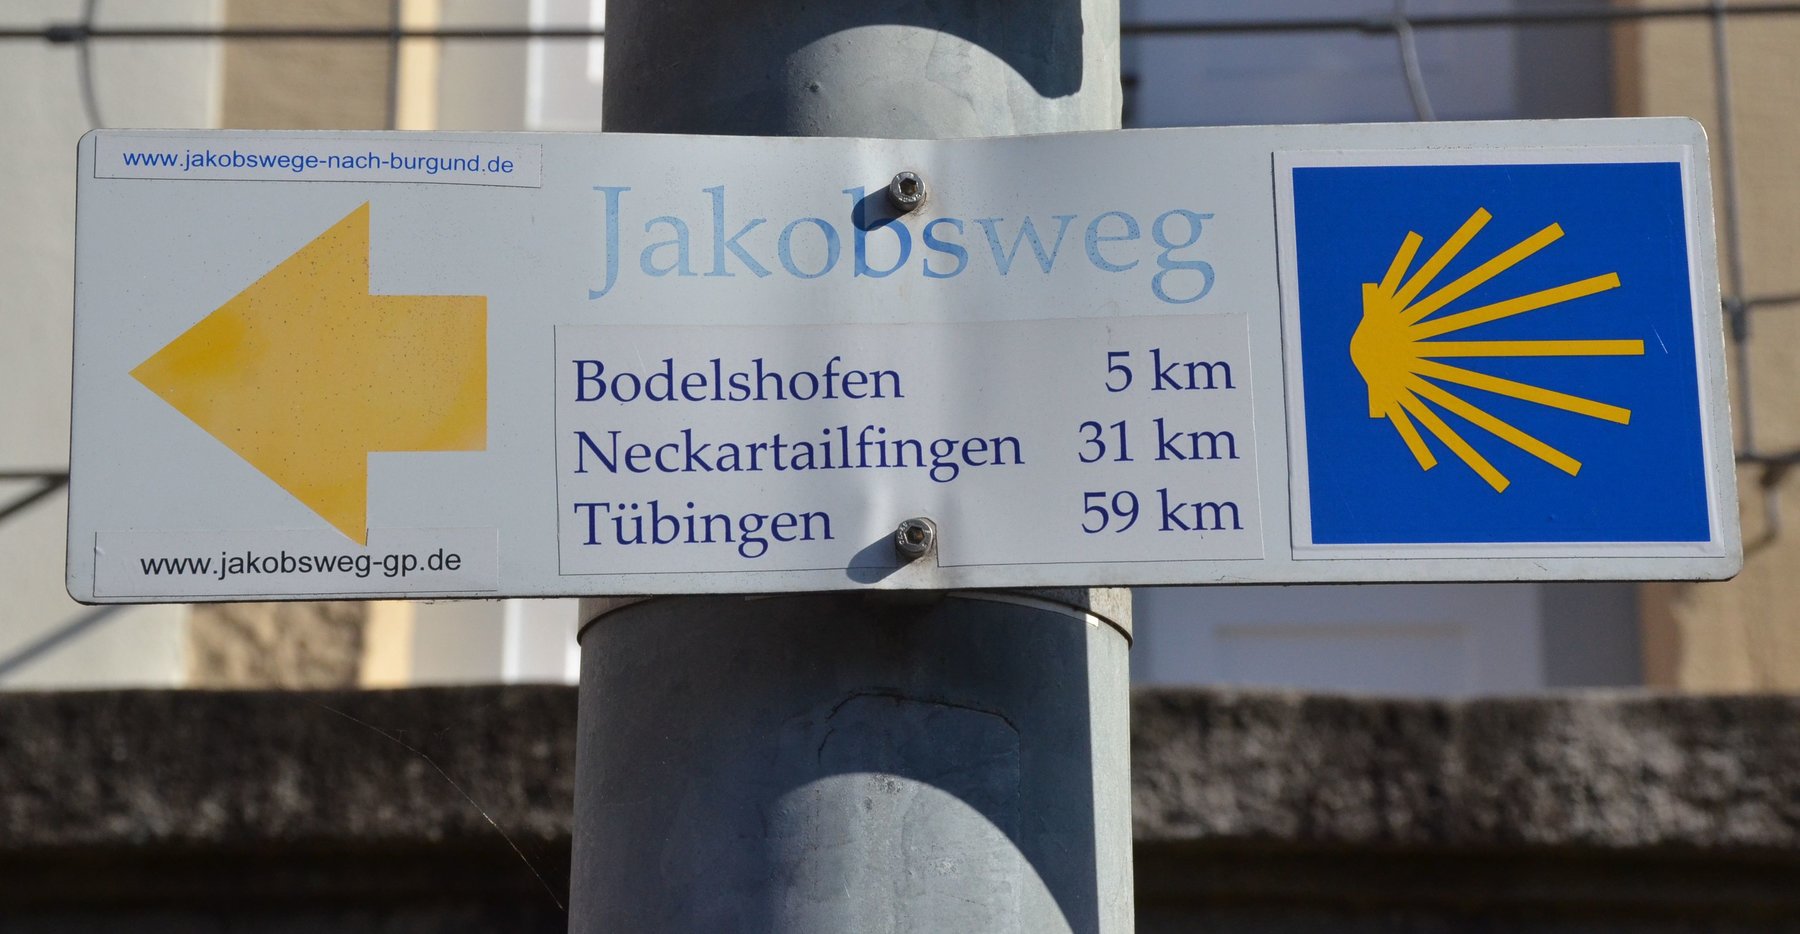 www.jakobswege-nach-burgund.de
Jakobsweg
Bodelshofen 5 km
Neckartailfingen 31 km
Tübingen 59 km
www.jakobsweg-gp.de